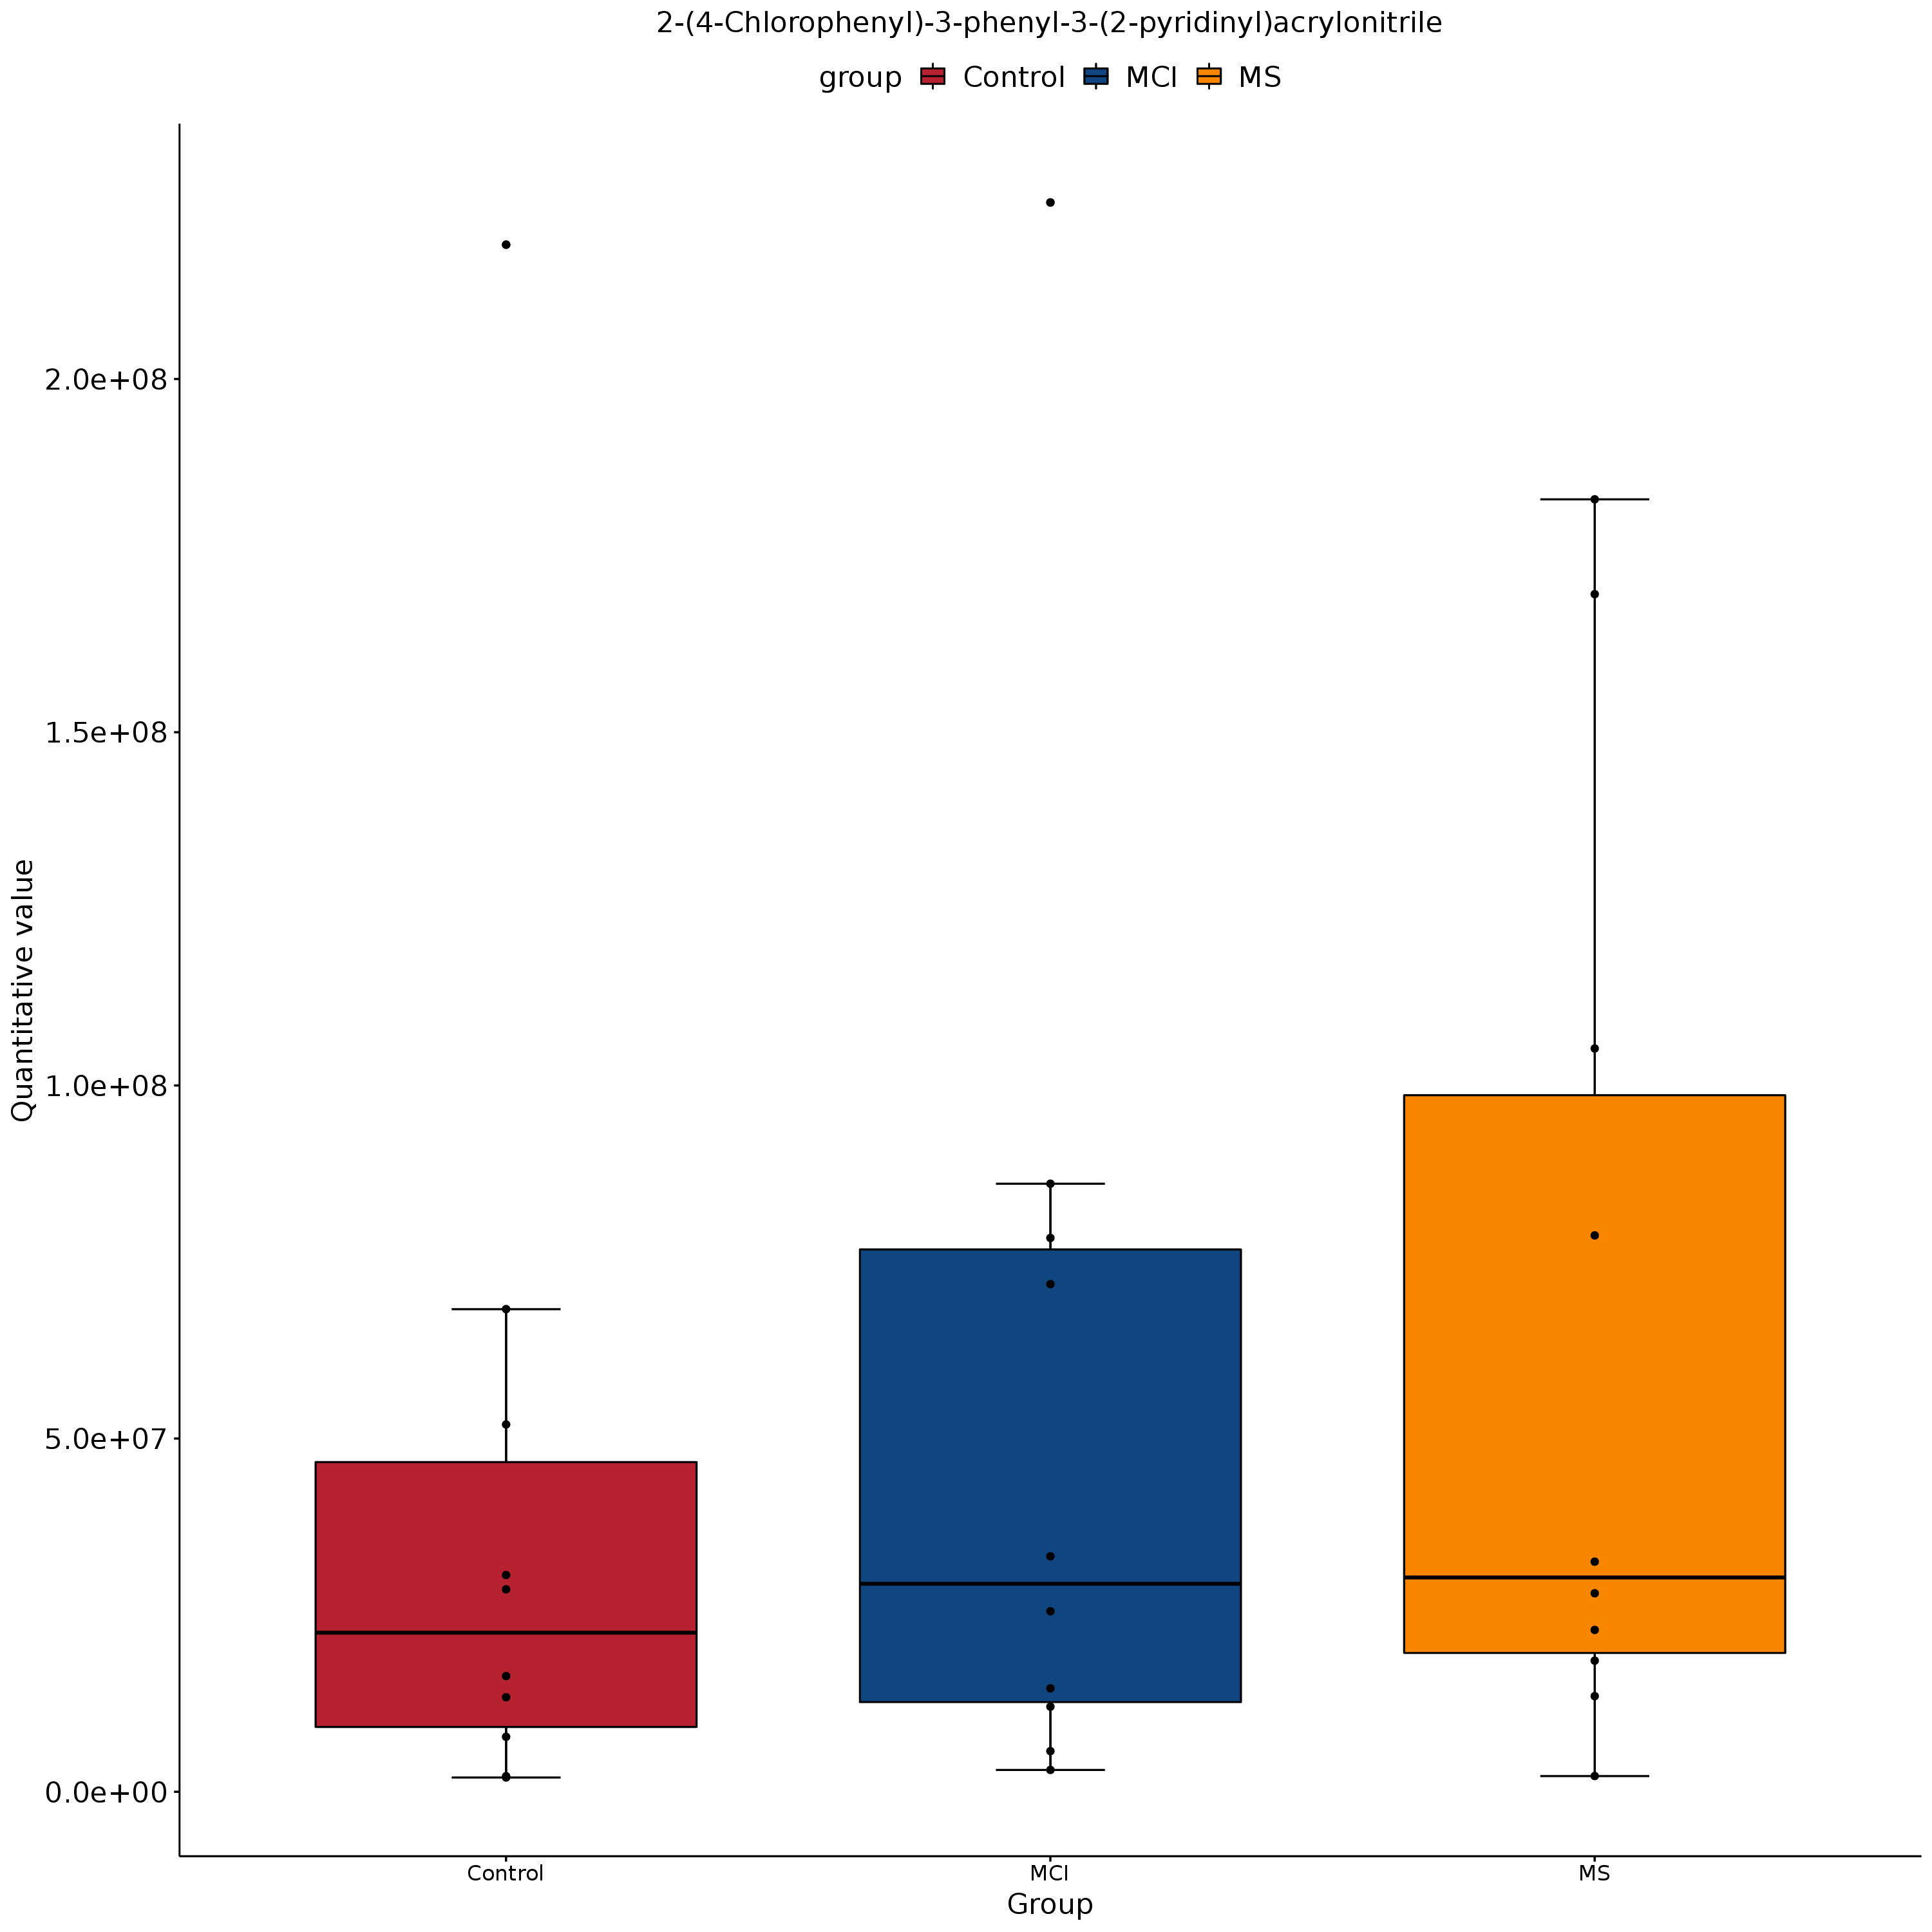 2-(4-Chlorophenyl)-3-phenyl-3-(2-pyridinyl)acrylonitrile
group Control MCI MS
2.0e+08
1.5e+08
1.0e+08
5.0e+07
0.0e+00
Quantitative value
Control MCI MS
Group